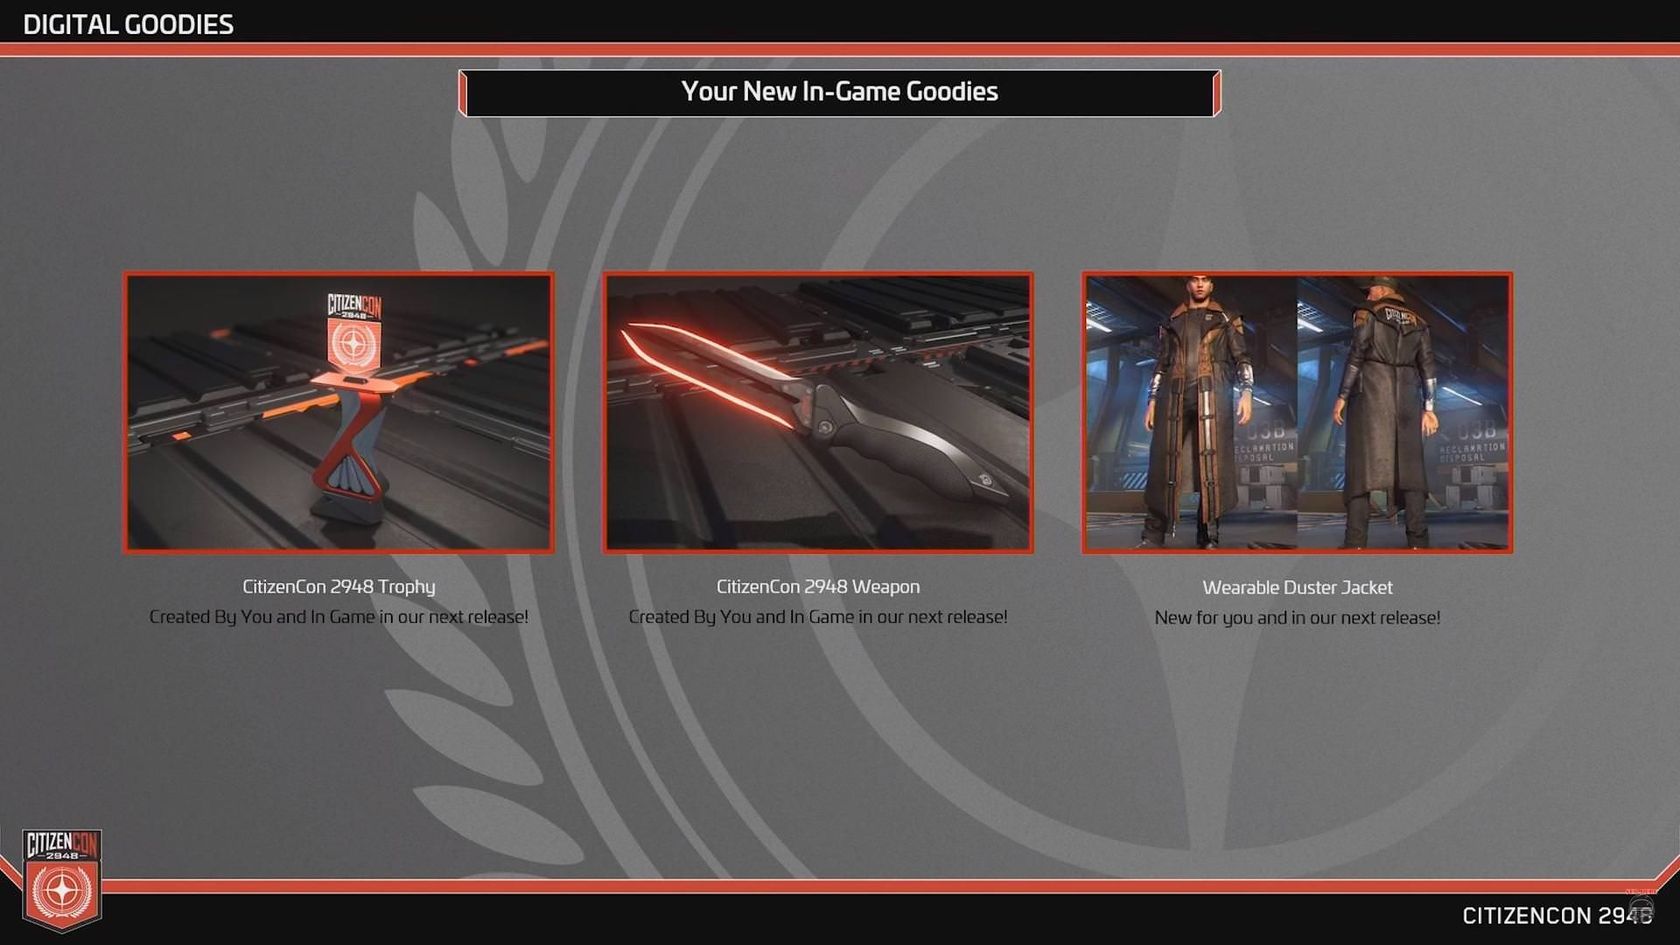 DIGITAL GOODIES
Your New In-Game Goodies
CITIZENCON
2948
CITIZENCON
038
RECLAMATION
DISPOSAL
038
RECLAMATION
DISPOSAL
CitizenCon 2948 Trophy
Created By You and In Game in our next release!
CitizenCon 2948 Weapon
Created By You and In Game in our next release!
Wearable Duster Jacket
New for you and in our next release!
CITIZENCON
2948
CITIZENCON 2948